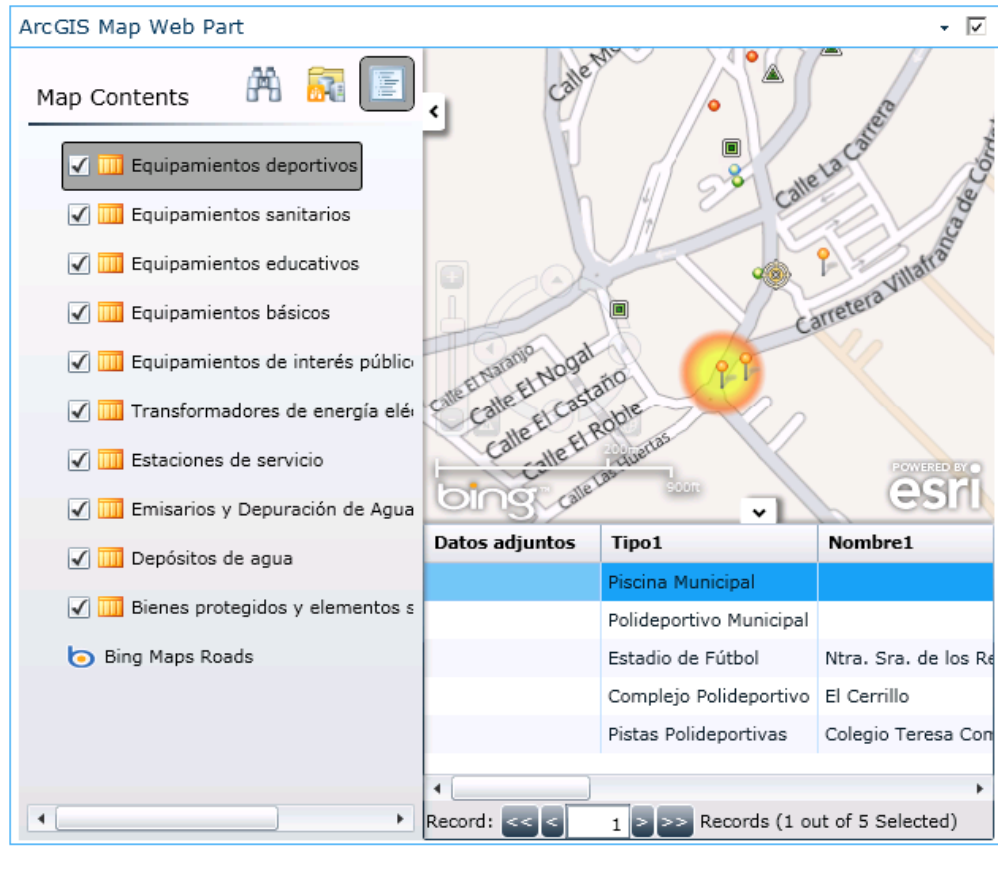 ArcGIS Map Web Part
Map Contents
Equipamientos deportivos
Equipamientos sanitarios
Equipamientos educativos
Equipamientos básicos
Equipamientos de interés públic
Transformadores de energía elé
Estaciones de servicio
Emisarios y Depuración de Agua
Depósitos de agua
Bienes protegidos y elementos s
Bing Maps Roads
Calle Mo
Calle La Carrera
Carretera Villafranca de Córdo
Calle El Naranjo
Calle El Nogal
Calle El Castaño
Calle El Roble
Calle Las Huertas
200m
900ft
bing™
POWERED BY
esri
Datos adjuntos Tipo1 Nombre1
Piscina Municipal
Polideportivo Municipal
Estadio de Fútbol Ntra. Sra. de los Re
Complejo Polideportivo El Cerrillo
Pistas Polideportivas Colegio Teresa Com
Record: << < 1 > >> Records (1 out of 5 Selected)